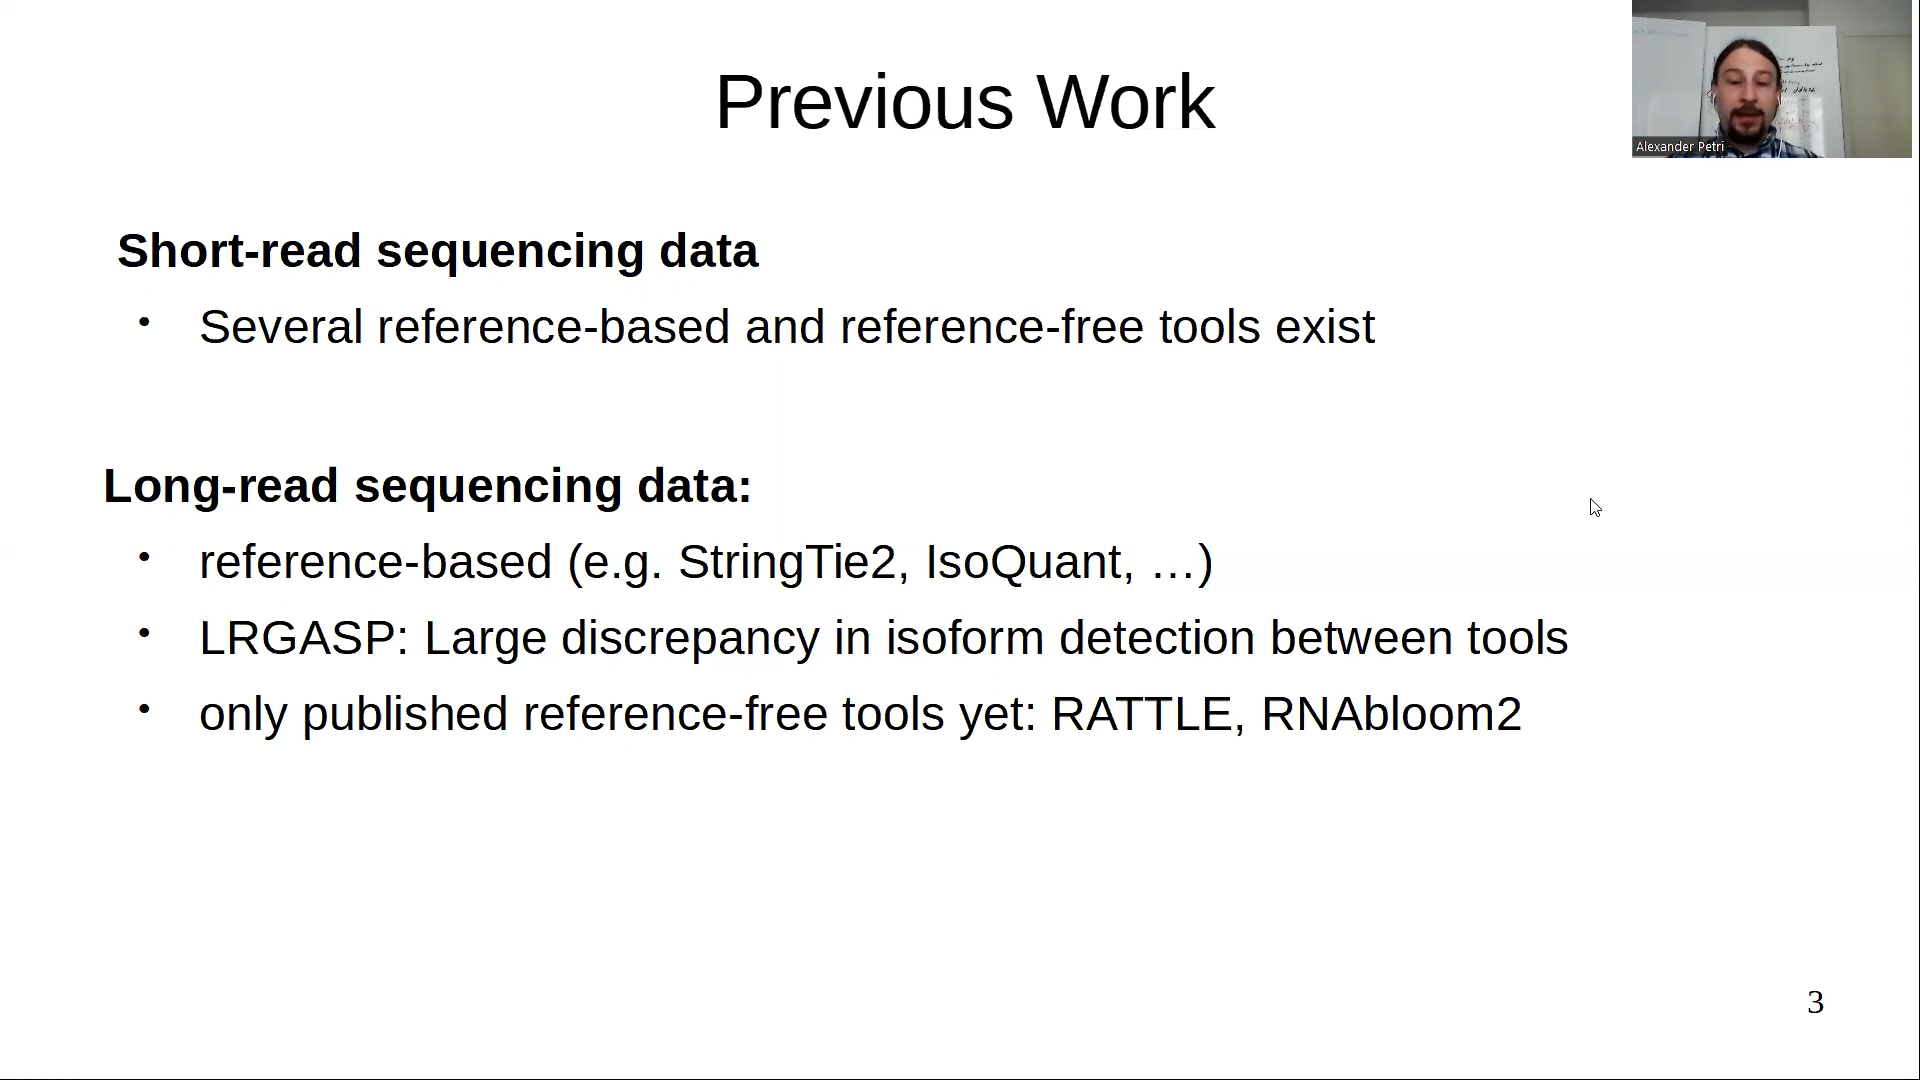 Previous Work
Alexander Petri
Short-read sequencing data
• Several reference-based and reference-free tools exist
Long-read sequencing data:
• reference-based (e.g. StringTie2, IsoQuant, …)
• LRGASP: Large discrepancy in isoform detection between tools
• only published reference-free tools yet: RATTLE, RNAbloom2
3